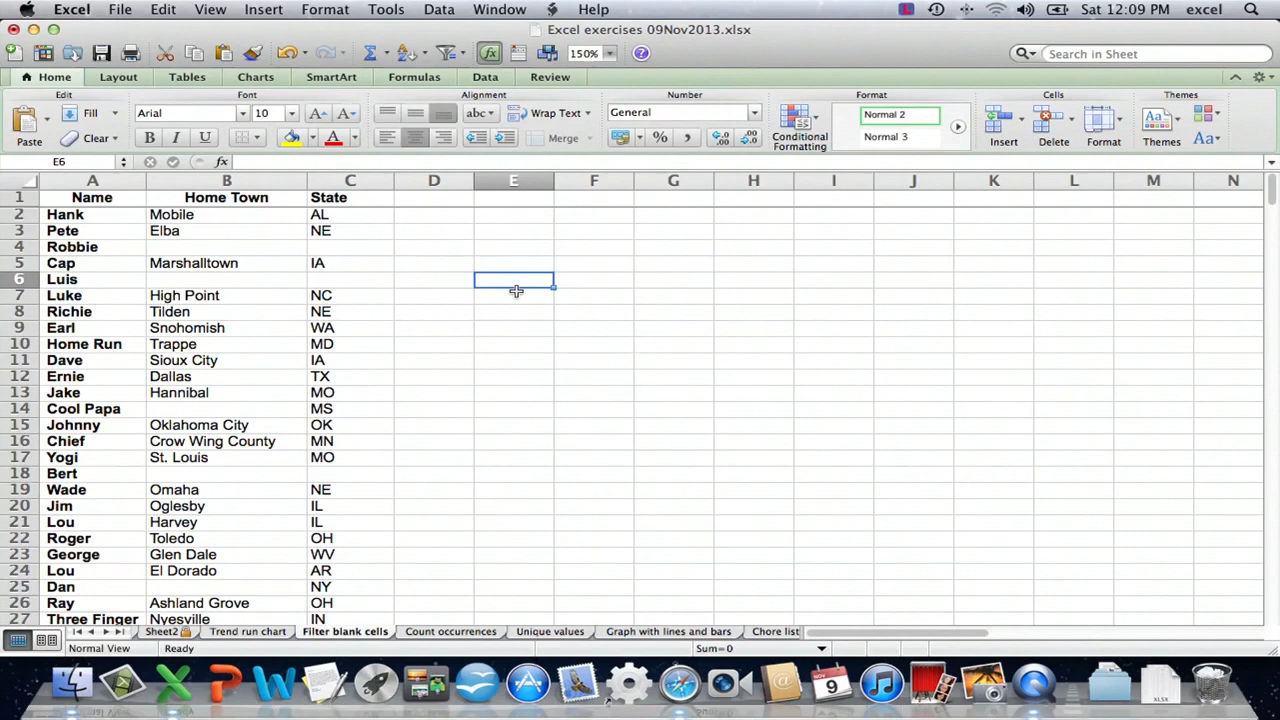 Excel File Edit View Insert Format Tools Data Window Help Sat 12:09 PM excel
Excel exercises 09Nov2013.xlsx
150% Search in Sheet
Home Layout Tables Charts SmartArt Formulas Data Review
Edit Font Alignment Number Format Cells Themes
Fill Arial 10 abc Wrap Text General Normal 2
Paste Clear B I U Merge % Conditional Formatting Normal 3 Insert Delete Format Themes Aa
E6 fx
A B C D E F G H I J K L M N
1 Name Home Town State
2 Hank Mobile AL
3 Pete Elba NE
4 Robbie
5 Cap Marshalltown IA
6 Luis
7 Luke High Point NC
8 Richie Tilden NE
9 Earl Snohomish WA
10 Home Run Trappe MD
11 Dave Sioux City IA
12 Ernie Dallas TX
13 Jake Hannibal MO
14 Cool Papa MS
15 Johnny Oklahoma City OK
16 Chief Crow Wing County MN
17 Yogi St. Louis MO
18 Bert
19 Wade Omaha NE
20 Jim Oglesby IL
21 Lou Harvey IL
22 Roger Toledo OH
23 George Glen Dale WV
24 Lou El Dorado AR
25 Dan NY
26 Ray Ashland Grove OH
27 Three Finger Nyesville IN
Sheet2 Trend run chart Filter blank cells Count occurrences Unique values Graph with lines and bars Chore list
Normal View Ready Sum=0
NOV
9
XLSX